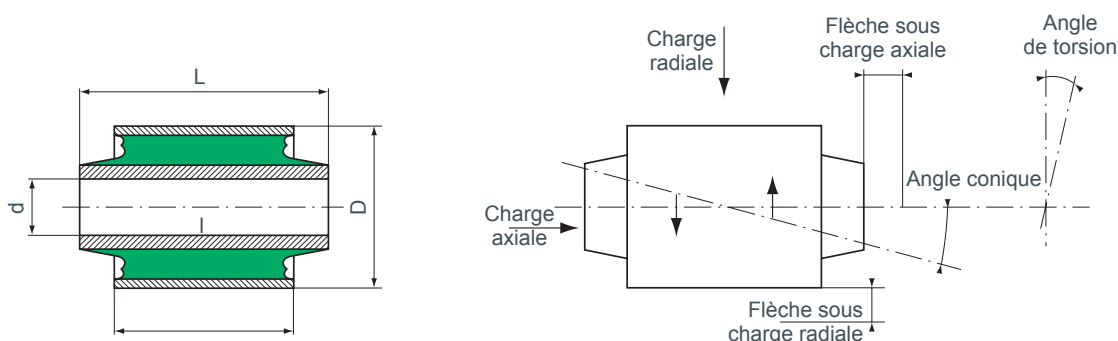 L
d
l
D
Charge
radiale
Flèche sous
charge axiale
Angle
de torsion
Angle conique
Charge
axiale
Flèche sous
charge radiale